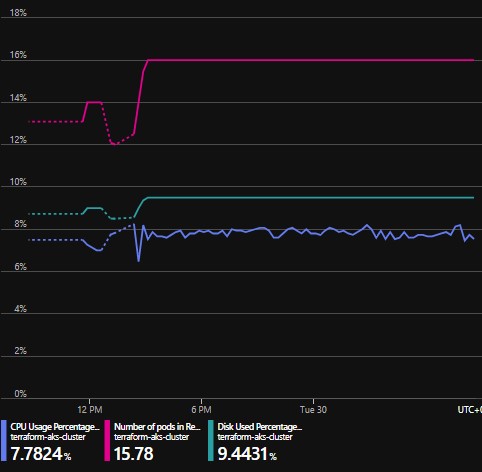 18%
16%
14%
12%
10%
8%
6%
4%
2%
0%
12 PM 6 PM Tue 30 UTC+0
CPU Usage Percentage... Number of pods in Re... Disk Used Percentage...
terraform-aks-cluster terraform-aks-cluster terraform-aks-cluster
7.7824% 15.78 9.4431%